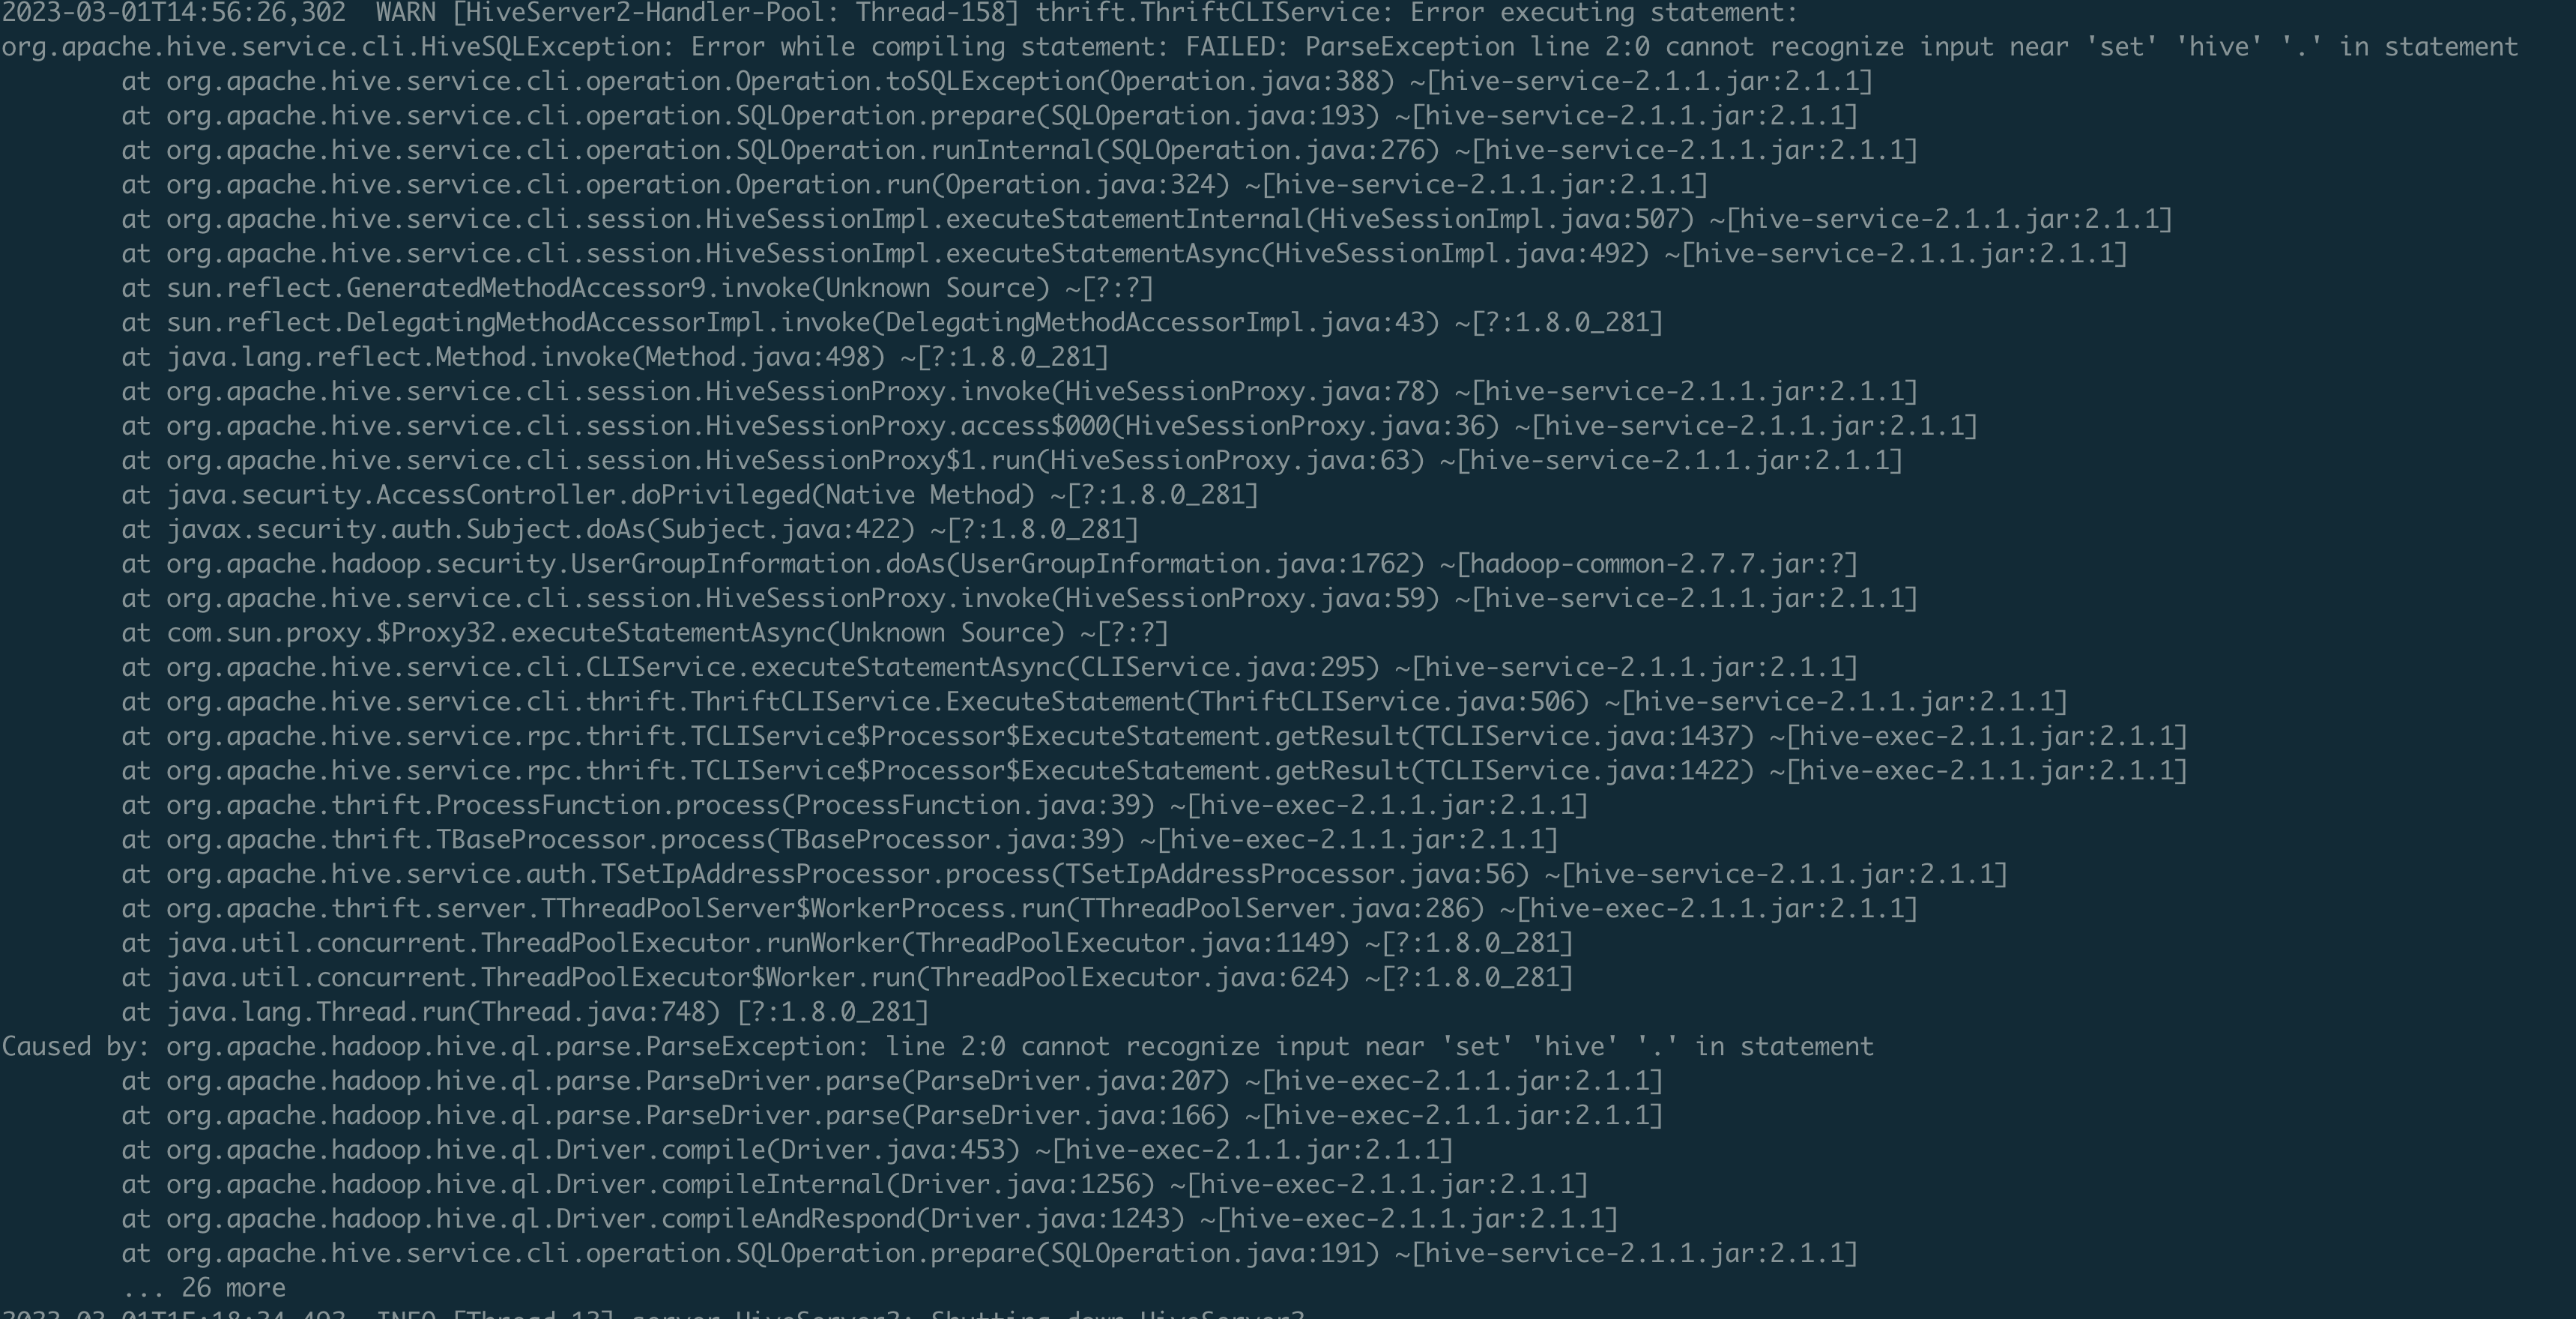 2023-03-01T14:56:26,302  WARN [HiveServer2-Handler-Pool: Thread-158] thrift.ThriftCLIService: Error executing statement:
org.apache.hive.service.cli.HiveSQLException: Error while compiling statement: FAILED: ParseException line 2:0 cannot recognize input near 'set' 'hive' '.' in statement
        at org.apache.hive.service.cli.operation.Operation.toSQLException(Operation.java:388) ~[hive-service-2.1.1.jar:2.1.1]
        at org.apache.hive.service.cli.operation.SQLOperation.prepare(SQLOperation.java:193) ~[hive-service-2.1.1.jar:2.1.1]
        at org.apache.hive.service.cli.operation.SQLOperation.runInternal(SQLOperation.java:276) ~[hive-service-2.1.1.jar:2.1.1]
        at org.apache.hive.service.cli.operation.Operation.run(Operation.java:324) ~[hive-service-2.1.1.jar:2.1.1]
        at org.apache.hive.service.cli.session.HiveSessionImpl.executeStatementInternal(HiveSessionImpl.java:507) ~[hive-service-2.1.1.jar:2.1.1]
        at org.apache.hive.service.cli.session.HiveSessionImpl.executeStatementAsync(HiveSessionImpl.java:492) ~[hive-service-2.1.1.jar:2.1.1]
        at sun.reflect.GeneratedMethodAccessor9.invoke(Unknown Source) ~[?:?]
        at sun.reflect.DelegatingMethodAccessorImpl.invoke(DelegatingMethodAccessorImpl.java:43) ~[?:1.8.0_281]
        at java.lang.reflect.Method.invoke(Method.java:498) ~[?:1.8.0_281]
        at org.apache.hive.service.cli.session.HiveSessionProxy.invoke(HiveSessionProxy.java:78) ~[hive-service-2.1.1.jar:2.1.1]
        at org.apache.hive.service.cli.session.HiveSessionProxy.access$000(HiveSessionProxy.java:36) ~[hive-service-2.1.1.jar:2.1.1]
        at org.apache.hive.service.cli.session.HiveSessionProxy$1.run(HiveSessionProxy.java:63) ~[hive-service-2.1.1.jar:2.1.1]
        at java.security.AccessController.doPrivileged(Native Method) ~[?:1.8.0_281]
        at javax.security.auth.Subject.doAs(Subject.java:422) ~[?:1.8.0_281]
        at org.apache.hadoop.security.UserGroupInformation.doAs(UserGroupInformation.java:1762) ~[hadoop-common-2.7.7.jar:?]
        at org.apache.hive.service.cli.session.HiveSessionProxy.invoke(HiveSessionProxy.java:59) ~[hive-service-2.1.1.jar:2.1.1]
        at com.sun.proxy.$Proxy32.executeStatementAsync(Unknown Source) ~[?:?]
        at org.apache.hive.service.cli.CLIService.executeStatementAsync(CLIService.java:295) ~[hive-service-2.1.1.jar:2.1.1]
        at org.apache.hive.service.cli.thrift.ThriftCLIService.ExecuteStatement(ThriftCLIService.java:506) ~[hive-service-2.1.1.jar:2.1.1]
        at org.apache.hive.service.rpc.thrift.TCLIService$Processor$ExecuteStatement.getResult(TCLIService.java:1437) ~[hive-exec-2.1.1.jar:2.1.1]
        at org.apache.hive.service.rpc.thrift.TCLIService$Processor$ExecuteStatement.getResult(TCLIService.java:1422) ~[hive-exec-2.1.1.jar:2.1.1]
        at org.apache.thrift.ProcessFunction.process(ProcessFunction.java:39) ~[hive-exec-2.1.1.jar:2.1.1]
        at org.apache.thrift.TBaseProcessor.process(TBaseProcessor.java:39) ~[hive-exec-2.1.1.jar:2.1.1]
        at org.apache.hive.service.auth.TSetIpAddressProcessor.process(TSetIpAddressProcessor.java:56) ~[hive-service-2.1.1.jar:2.1.1]
        at org.apache.thrift.server.TThreadPoolServer$WorkerProcess.run(TThreadPoolServer.java:286) ~[hive-exec-2.1.1.jar:2.1.1]
        at java.util.concurrent.ThreadPoolExecutor.runWorker(ThreadPoolExecutor.java:1149) ~[?:1.8.0_281]
        at java.util.concurrent.ThreadPoolExecutor$Worker.run(ThreadPoolExecutor.java:624) ~[?:1.8.0_281]
        at java.lang.Thread.run(Thread.java:748) [?:1.8.0_281]
Caused by: org.apache.hadoop.hive.ql.parse.ParseException: line 2:0 cannot recognize input near 'set' 'hive' '.' in statement
        at org.apache.hadoop.hive.ql.parse.ParseDriver.parse(ParseDriver.java:207) ~[hive-exec-2.1.1.jar:2.1.1]
        at org.apache.hadoop.hive.ql.parse.ParseDriver.parse(ParseDriver.java:166) ~[hive-exec-2.1.1.jar:2.1.1]
        at org.apache.hadoop.hive.ql.Driver.compile(Driver.java:453) ~[hive-exec-2.1.1.jar:2.1.1]
        at org.apache.hadoop.hive.ql.Driver.compileInternal(Driver.java:1256) ~[hive-exec-2.1.1.jar:2.1.1]
        at org.apache.hadoop.hive.ql.Driver.compileAndRespond(Driver.java:1243) ~[hive-exec-2.1.1.jar:2.1.1]
        at org.apache.hive.service.cli.operation.SQLOperation.prepare(SQLOperation.java:191) ~[hive-service-2.1.1.jar:2.1.1]
        ... 26 more
INFO [Thread-13] server.HiveServer2: Shutting down HiveServer2